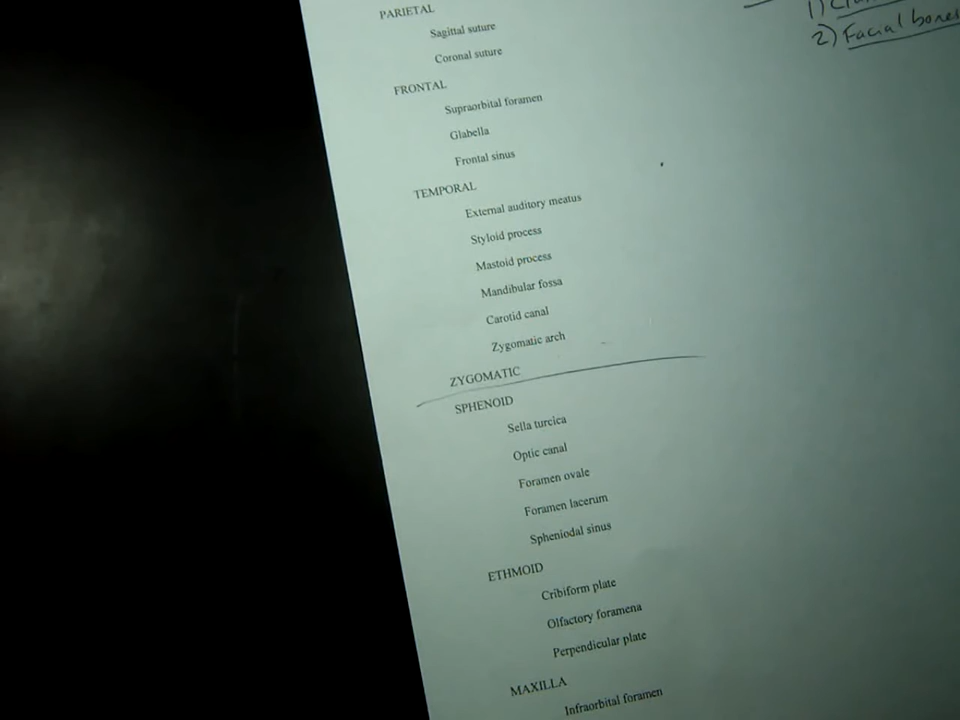 PARIETAL
Sagittal suture
Coronal suture
FRONTAL
Supraorbital foramen
Glabella
Frontal sinus
TEMPORAL
External auditory meatus
Styloid process
Mastoid process
Mandibular fossa
Carotid canal
Zygomatic arch
ZYGOMATIC
SPHENOID
Sella turcica
Optic canal
Foramen ovale
Foramen lacerum
Spheniodal sinus
ETHMOID
Cribiform plate
Olfactory foramena
Perpendicular plate
MAXILLA
Infraorbital foramen
1)
2) Facial bones